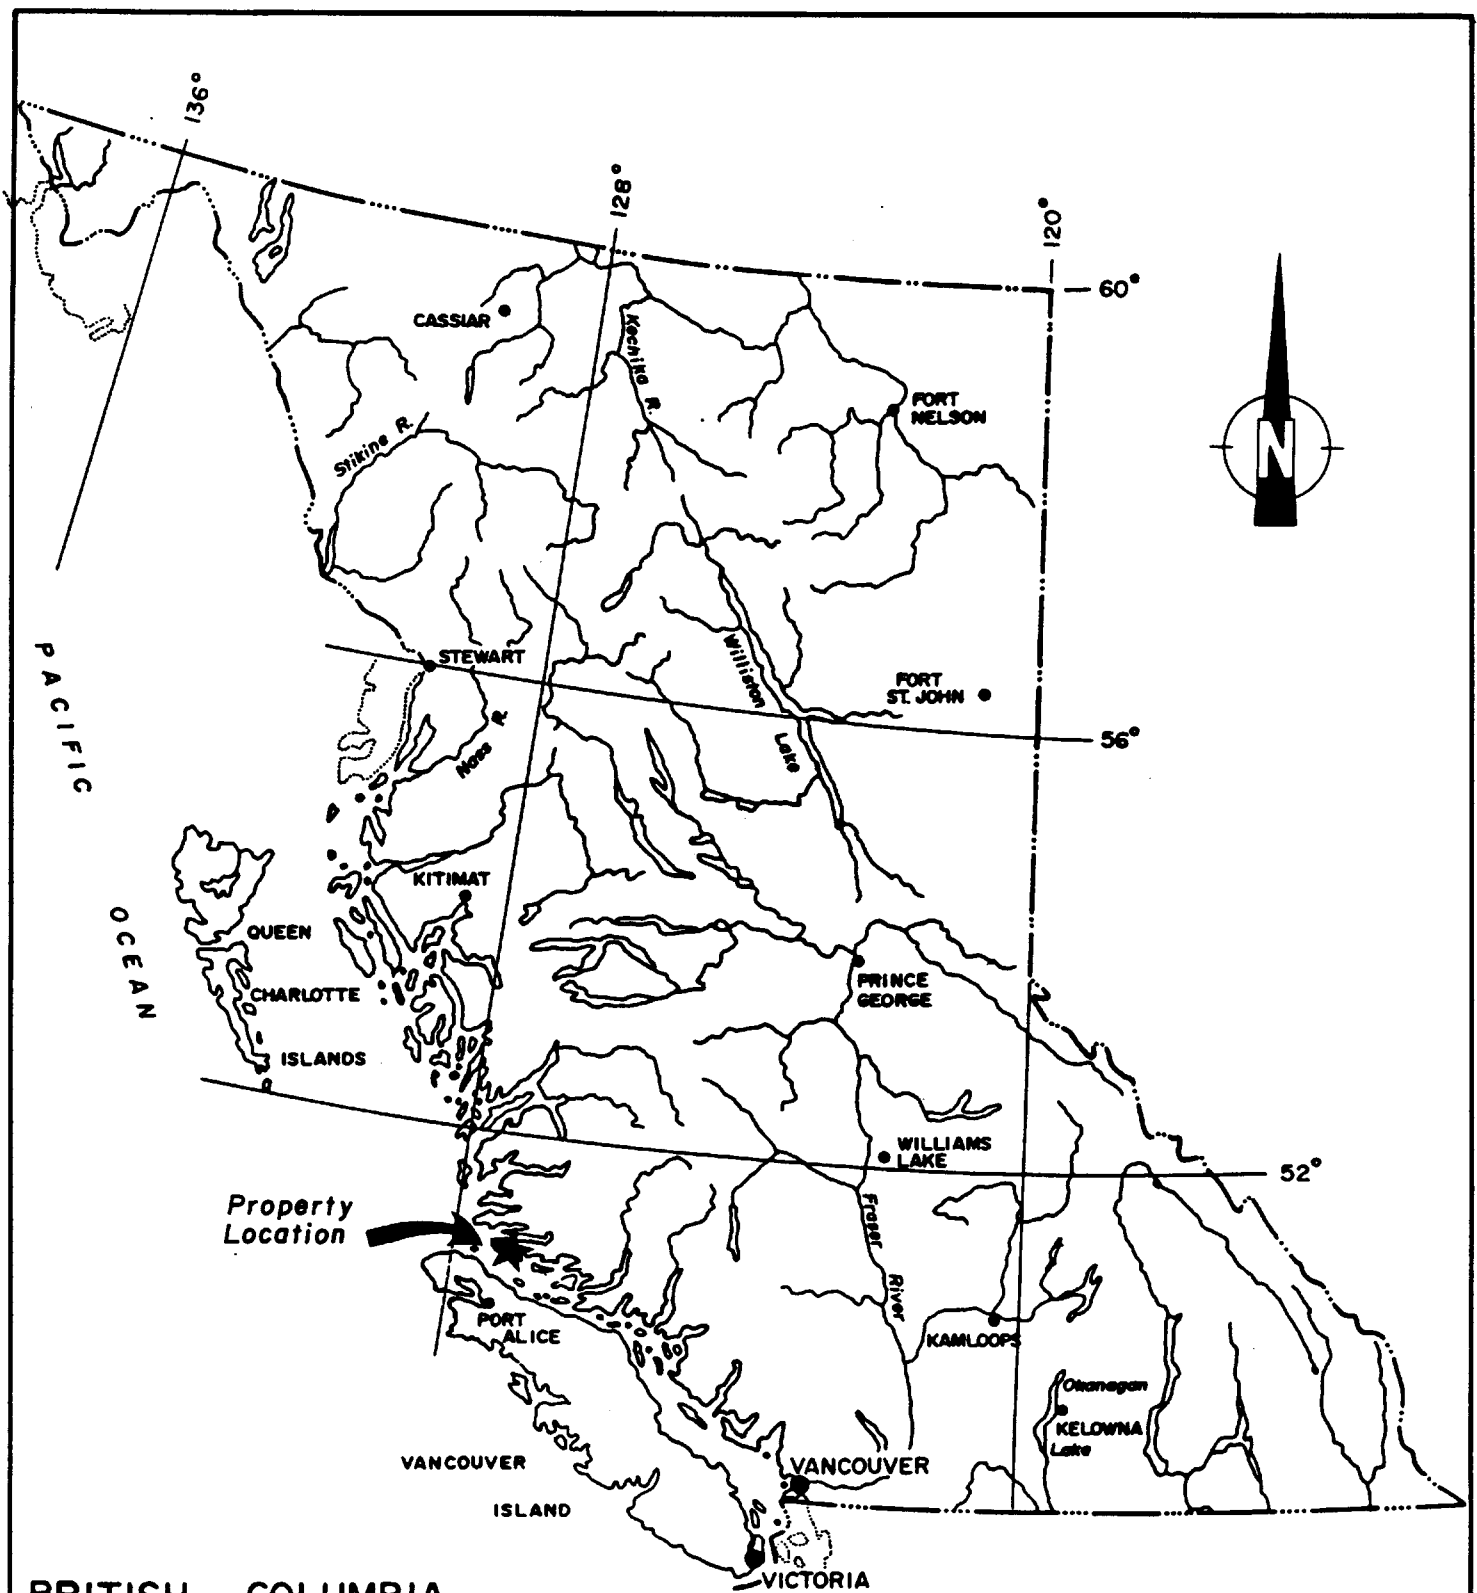 136°
128°
120°
60°
CASSIAR
Kechika R.
FORT
NELSON
N
Stikine R.
STEWART
Williston
Lake
FORT
ST. JOHN
56°
Nass R.
PACIFIC
OCEAN
KITIMAT
QUEEN
CHARLOTTE
ISLANDS
PRINCE
GEORGE
WILLIAMS
LAKE
52°
Property
Location
Fraser
River
PORT
ALICE
KAMLOOPS
Okanagan
KELOWNA
Lake
VANCOUVER
ISLAND
VANCOUVER
VICTORIA
BRITISH COLUMBIA